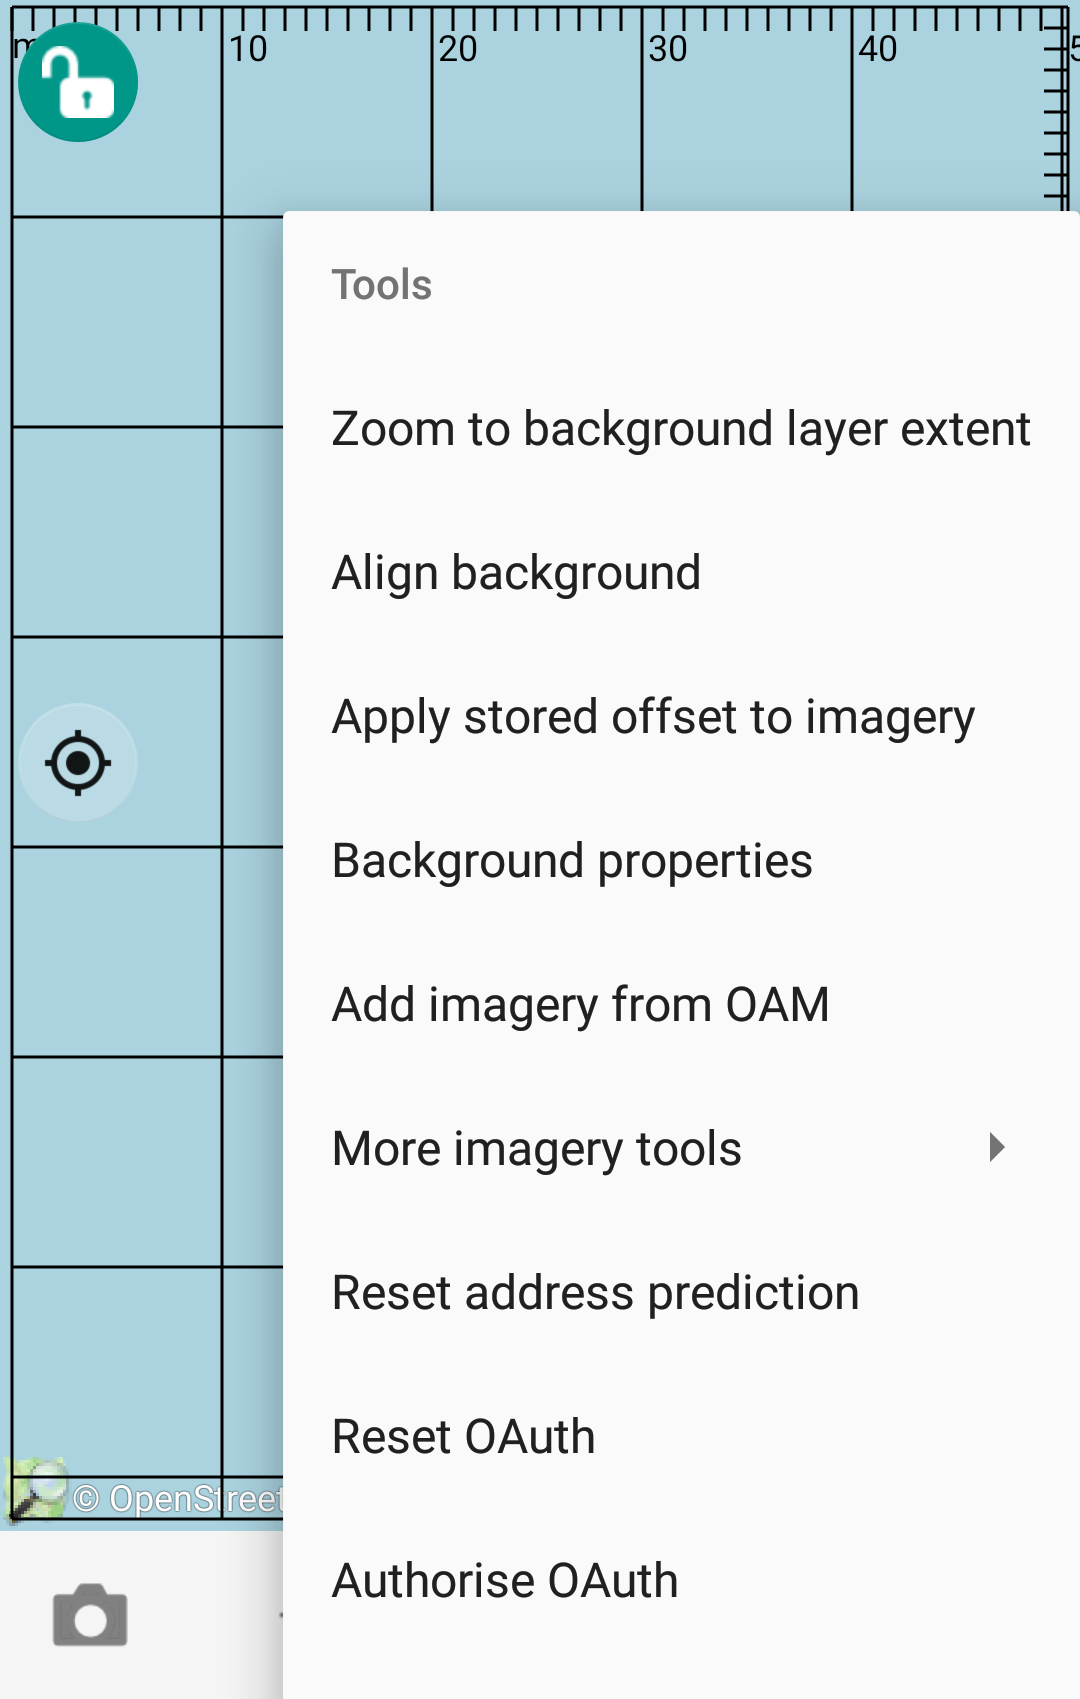 m 10 20 30 40 5
Tools
Zoom to background layer extent
Align background
Apply stored offset to imagery
Background properties
Add imagery from OAM
More imagery tools
Reset address prediction
Reset OAuth
© OpenStreet
Authorise OAuth